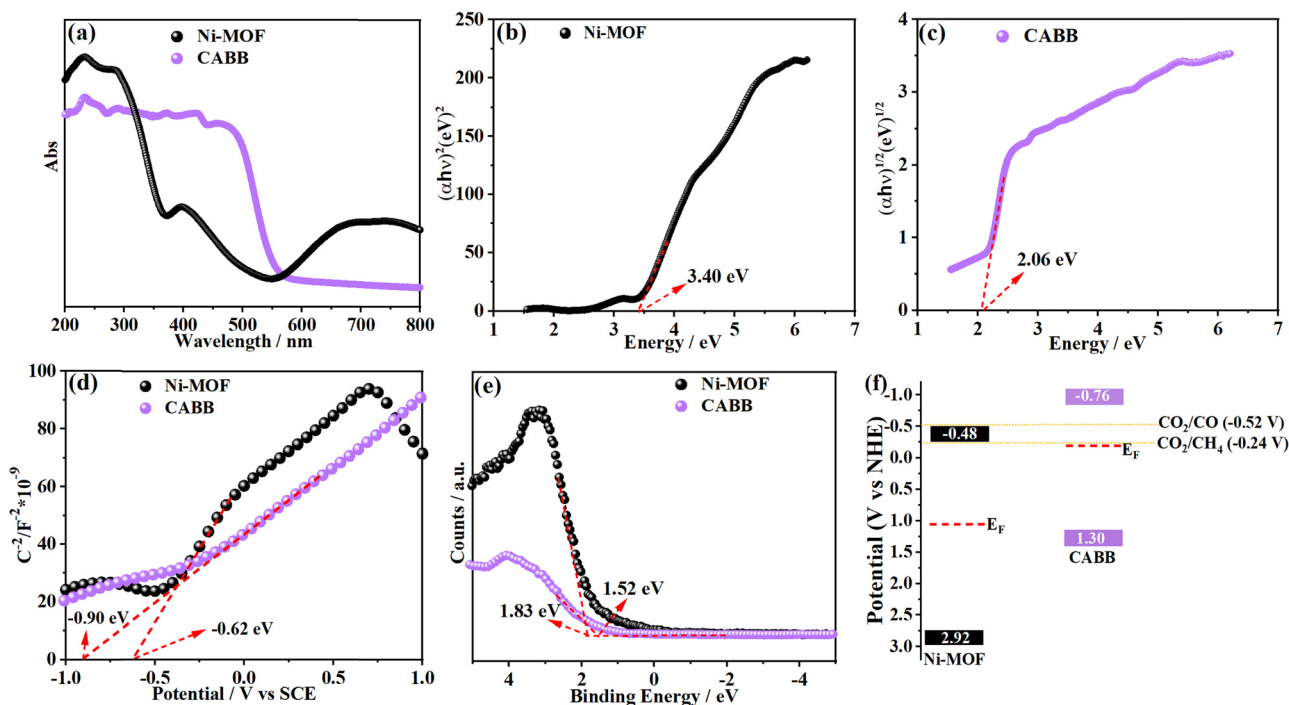 (a)
Ni-MOF
CABB
Abs
200 300 400 500 600 700 800
Wavelength / nm
(b)
Ni-MOF
(αhν)²(eV)²
250
200
150
100
50
0
3.40 eV
1 2 3 4 5 6 7
Energy / eV
(c)
CABB
(αhν)^1/2(eV)^1/2
4
3
2
1
0
2.06 eV
1 2 3 4 5 6 7
Energy / eV
(d)
Ni-MOF
CABB
C⁻²/F⁻²*10⁻⁹
100
80
60
40
20
0
-0.90 eV
-0.62 eV
-1.0 -0.5 0.0 0.5 1.0
Potential / V vs SCE
(e)
Ni-MOF
CABB
Counts / a.u.
1.83 eV
1.52 eV
4 2 0 -2 -4
Binding Energy / eV
(f)
Potential (V vs NHE)
-1.0
-0.5
0.0
0.5
1.0
1.5
2.0
2.5
3.0
-0.76
-0.48
CO₂/CO (-0.52 V)
CO₂/CH₄ (-0.24 V)
E_F
E_F
1.30
CABB
2.92
Ni-MOF